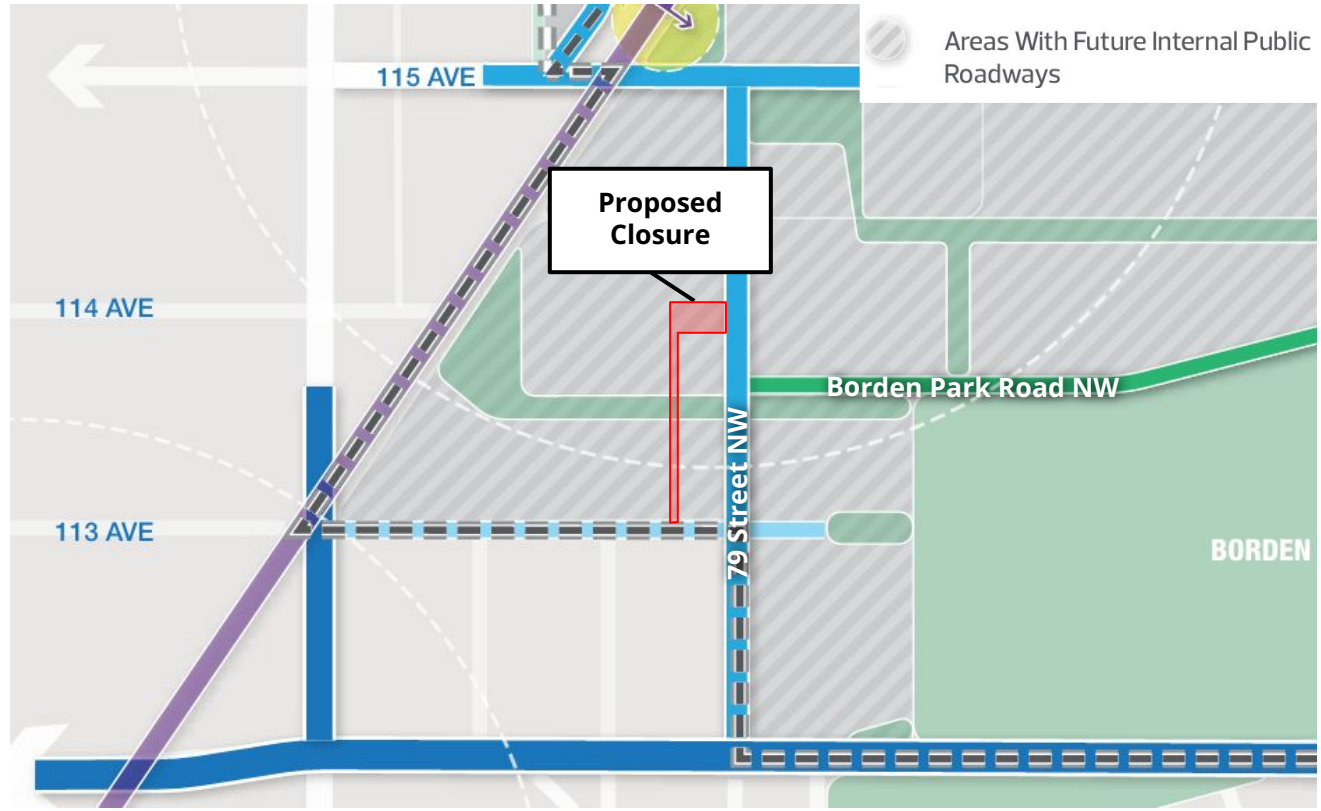 Areas With Future Internal Public
Roadways
115 AVE
Proposed
Closure
114 AVE
Borden Park Road NW
79 Street NW
113 AVE
BORDEN